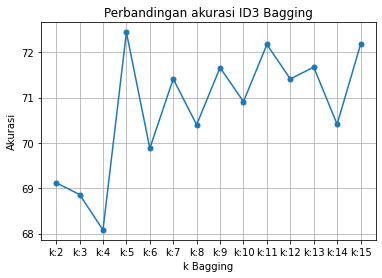 Perbandingan akurasi ID3 Bagging
Akurasi
72
71
70
69
68
k:2 k:3 k:4 k:5 k:6 k:7 k:8 k:9 k:10 k:11 k:12 k:13 k:14 k:15
k Bagging